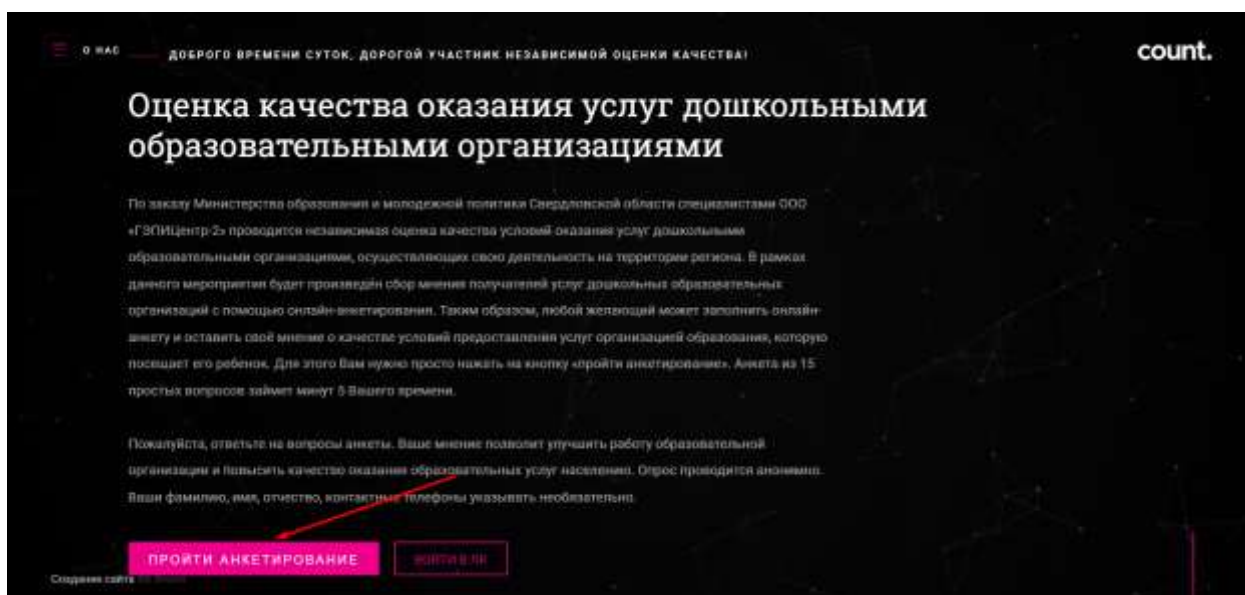 О НАС
ДОБРОГО ВРЕМЕНИ СУТОК, ДОРОГОЙ УЧАСТНИК НЕЗАВИСИМОЙ ОЦЕНКИ КАЧЕСТВА!
count.
Оценка качества оказания услуг дошкольными
образовательными организациями
По заказу Министерства образования и молодежной политики Свердловской области специалистами ООО
«ГЭПИЦентр-2» проводится независимая оценка качества условий оказания услуг дошкольными
образовательными организациями, осуществляющих свою деятельность на территории региона. В рамках
данного мероприятия будет произведён сбор мнения получателей услуг дошкольных образовательных
организаций с помощью онлайн-анкетирования. Таким образом, любой желающий может заполнить онлайн-
анкету и оставить своё мнение о качестве условий предоставления услуг организацией образования, которую
посещает его ребенок. Для этого Вам нужно просто нажать на кнопку «пройти анкетирование». Анкета из 15
простых вопросов займет минут 5 Вашего времени.
Пожалуйста, ответьте на вопросы анкеты. Ваше мнение позволит улучшить работу образовательной
организации и повысить качество оказания образовательных услуг населению. Опрос проводится анонимно.
Ваши фамилию, имя, отчество, контактные телефоны указывать необязательно.
ПРОЙТИ АНКЕТИРОВАНИЕ
ВОЙТИ В ЛК
Создание сайта